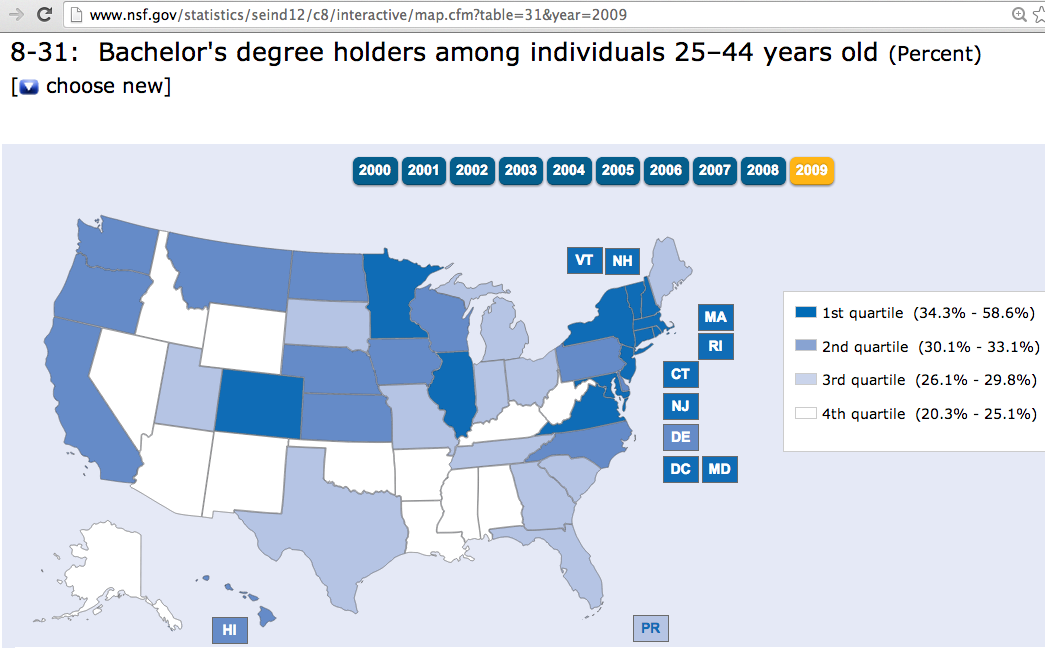 www.nsf.gov/statistics/seind12/c8/interactive/map.cfm?table=31&year=2009
8-31: Bachelor's degree holders among individuals 25–44 years old (Percent)
[ choose new]
2000 2001 2002 2003 2004 2005 2006 2007 2008 2009
VT NH
MA
RI
CT
NJ
DE
DC MD
1st quartile (34.3% - 58.6%)
2nd quartile (30.1% - 33.1%)
3rd quartile (26.1% - 29.8%)
4th quartile (20.3% - 25.1%)
HI
PR